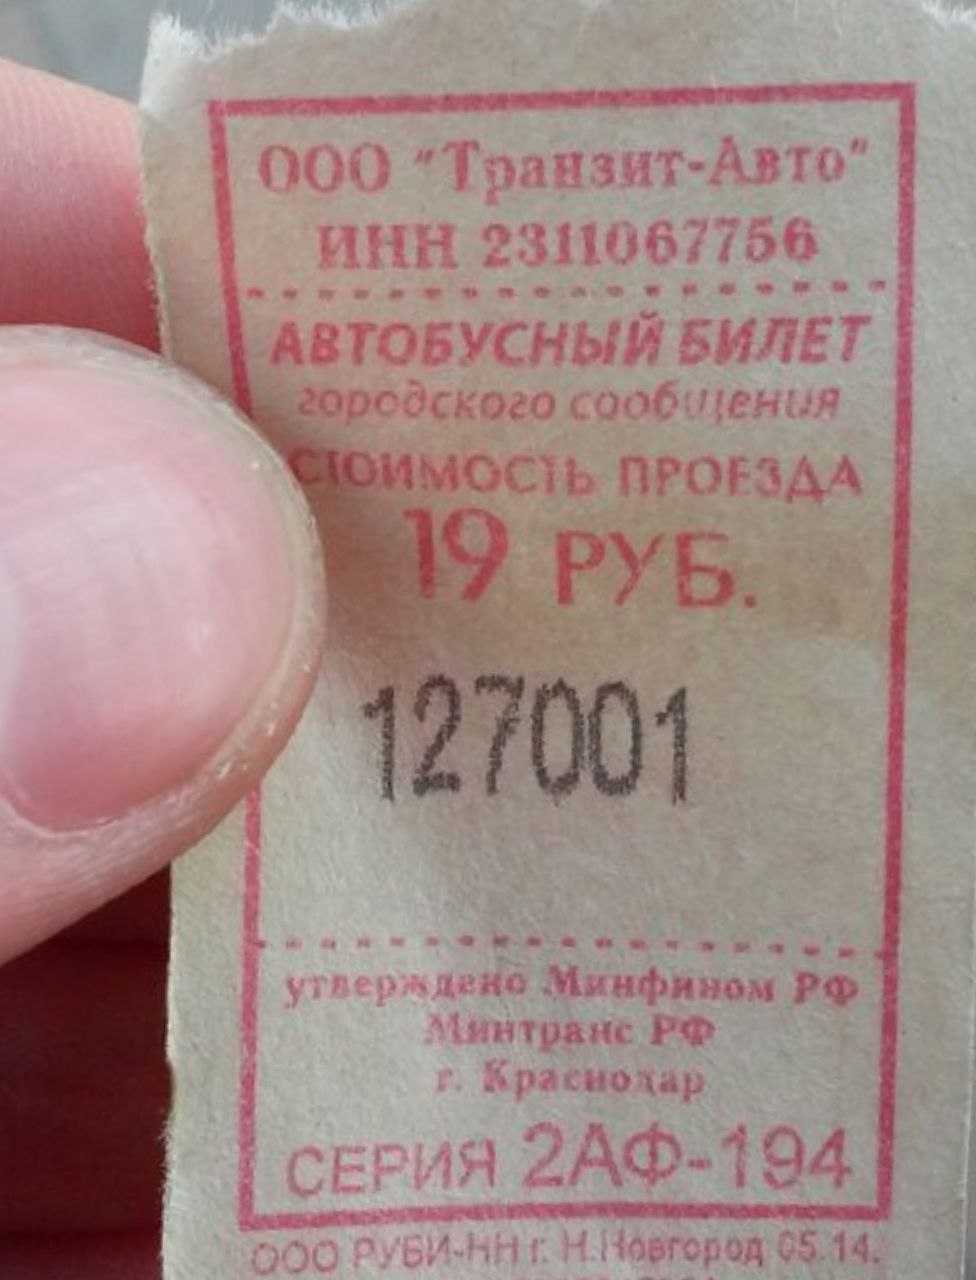 ООО "Транзит-Авто"
ИНН 2311067756
АВТОБУСНЫЙ БИЛЕТ
городского сообщения
СТОИМОСТЬ ПРОЕЗДА
19 РУБ.
127001
утверждено Минфином РФ
Минтранс РФ
г. Краснодар
СЕРИЯ 2АФ-194
ООО РУБИ-НН г. Н.Новгород 05.14.